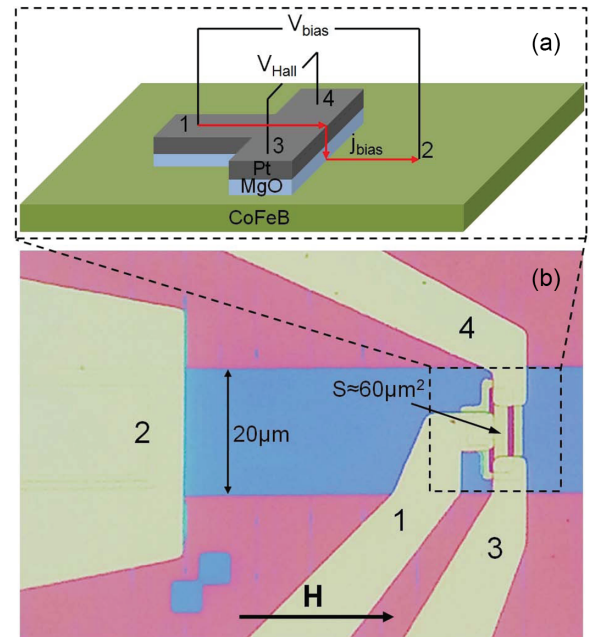 V_bias
(a)
V_Hall
4
1
3
j_bias
2
Pt
MgO
CoFeB
(b)
4
S≈60μm²
2
20μm
1
3
H